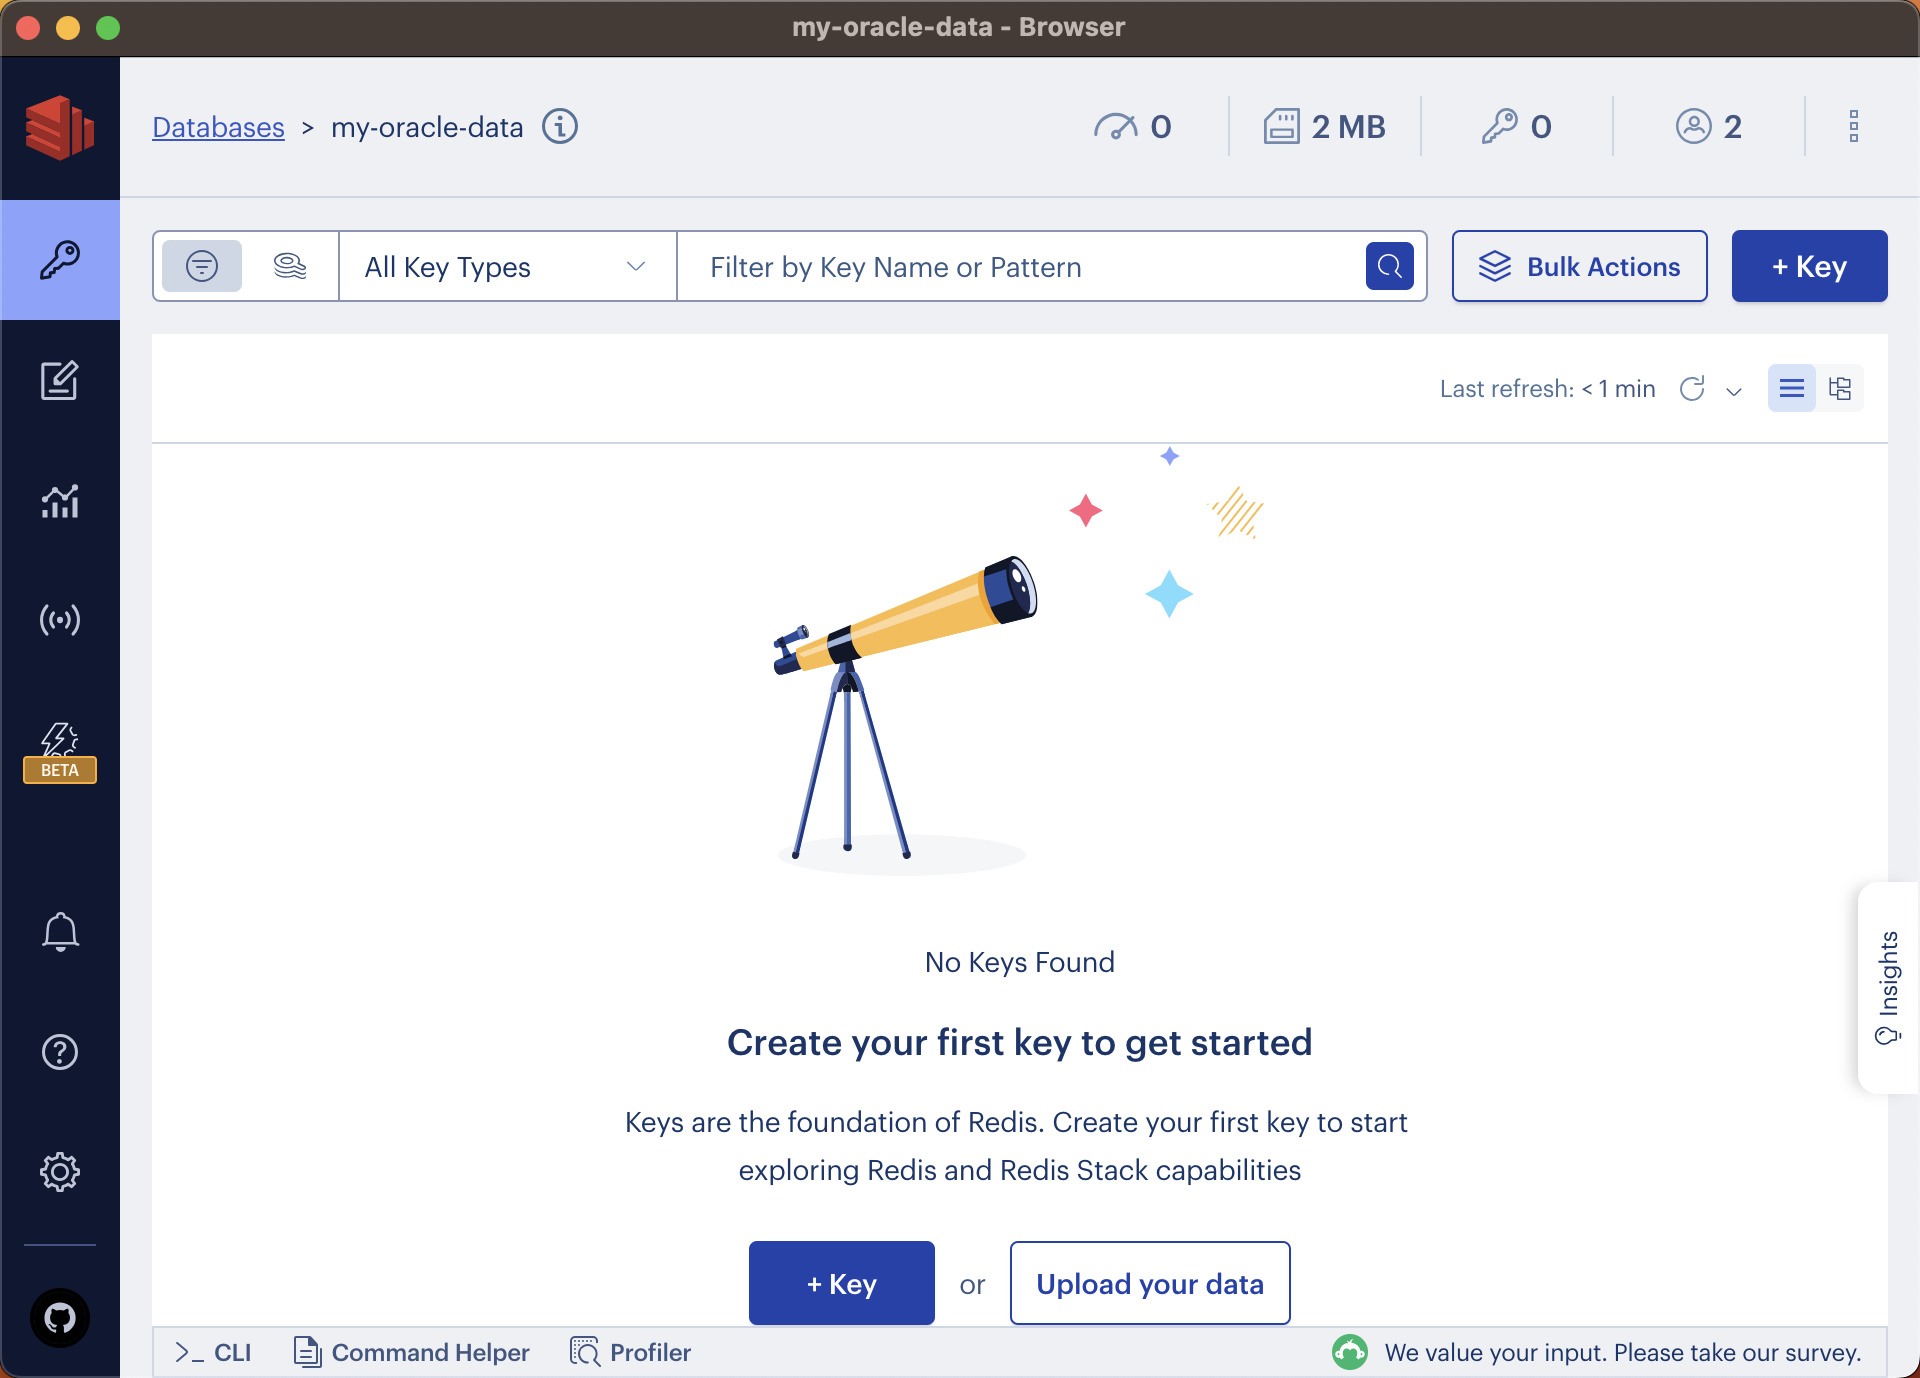 my-oracle-data - Browser
Databases > my-oracle-data
0
2 MB
0
2
All Key Types
Filter by Key Name or Pattern
Bulk Actions
+ Key
Last refresh: < 1 min
BETA
No Keys Found
Create your first key to get started
Keys are the foundation of Redis. Create your first key to start
exploring Redis and Redis Stack capabilities
+ Key or Upload your data
Insights
>_ CLI
Command Helper
Profiler
We value your input. Please take our survey.